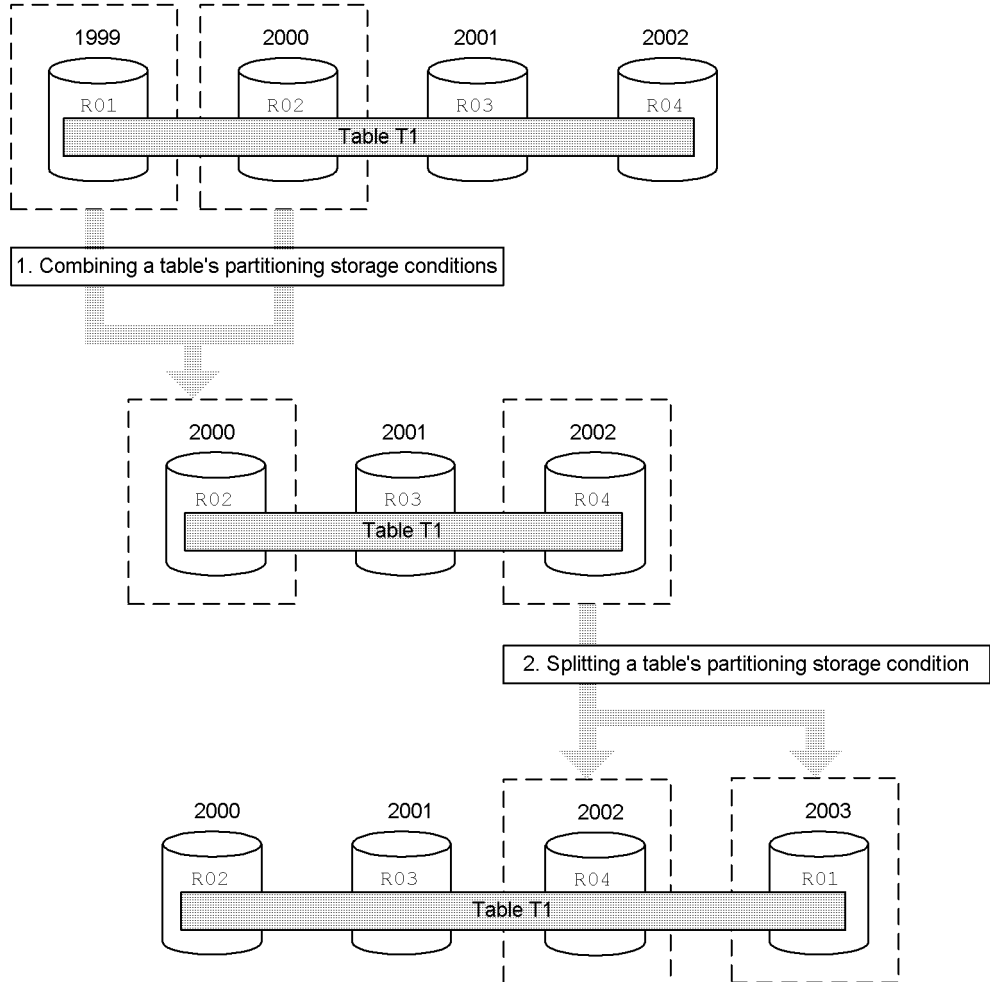 1999 2000 2001 2002
R01 R02 R03 R04
Table T1
1. Combining a table's partitioning storage conditions
2000 2001 2002
R02 R03 R04
Table T1
2. Splitting a table's partitioning storage condition
2000 2001 2002 2003
R02 R03 R04 R01
Table T1